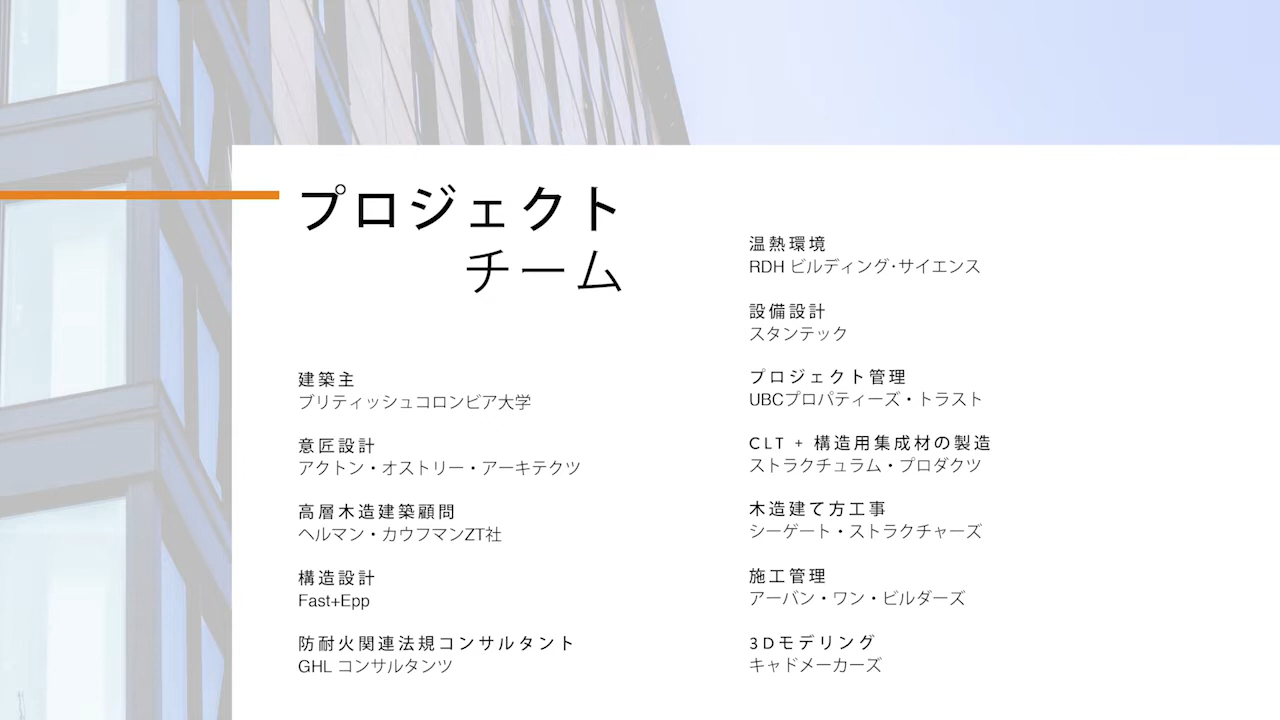 プロジェクト
チーム
建築主
ブリティッシュコロンビア大学
意匠設計
アクトン・オストリー・アーキテクツ
高層木造建築顧問
ヘルマン・カウフマンZT社
構造設計
Fast+Epp
防耐火関連法規コンサルタント
GHL コンサルタンツ
温熱環境
RDH ビルディング･サイエンス
設備設計
スタンテック
プロジェクト管理
UBCプロパティーズ・トラスト
CLT + 構造用集成材の製造
ストラクチュラム・プロダクツ
木造建て方工事
シーゲート・ストラクチャーズ
施工管理
アーバン・ワン・ビルダーズ
3Dモデリング
キャドメーカーズ